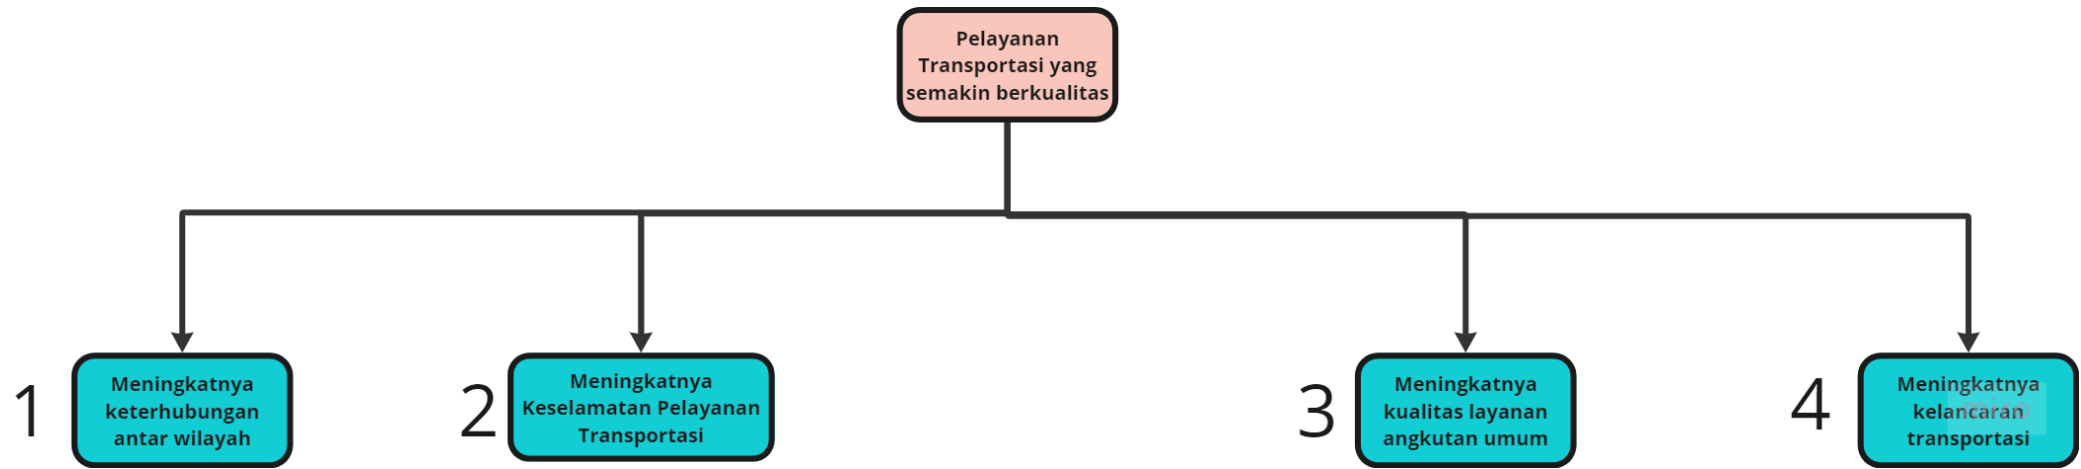 Pelayanan
Transportasi yang
semakin berkualitas
1
Meningkatnya
keterhubungan
antar wilayah
2
Meningkatnya
Keselamatan Pelayanan
Transportasi
3
Meningkatnya
kualitas layanan
angkutan umum
4
Meningkatnya
kelancaran
transportasi
miro